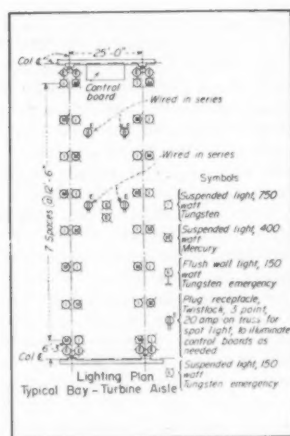 25'-0"
Col ℄
Control
board
Wired in series
Wired in series
7 Spaces @ 12'-6"
Symbols
Suspended light, 750
watt
Tungsten
Suspended light, 400
watt
Mercury
Flush wall light, 150
watt
Tungsten emergency
Plug receptacle,
Twistlock, 3 point,
20 amp on truss for
spot light, to illuminate
control boards as
needed
6'-3"
Col ℄
Suspended light, 150
watt
Tungsten emergency
Lighting Plan
Typical Bay - Turbine Aisle